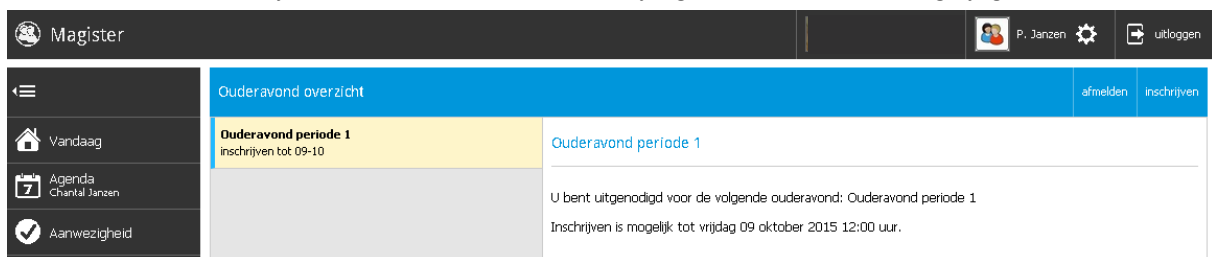 Magister
P. Janzen
uitloggen
Ouderavond overzicht
afmelden
inschrijven
Vandaag
7 Agenda
Chantal Janzen
Aanwezigheid
Ouderavond periode 1
inschrijven tot 09-10
Ouderavond periode 1
U bent uitgenodigd voor de volgende ouderavond: Ouderavond periode 1
Inschrijven is mogelijk tot vrijdag 09 oktober 2015 12:00 uur.